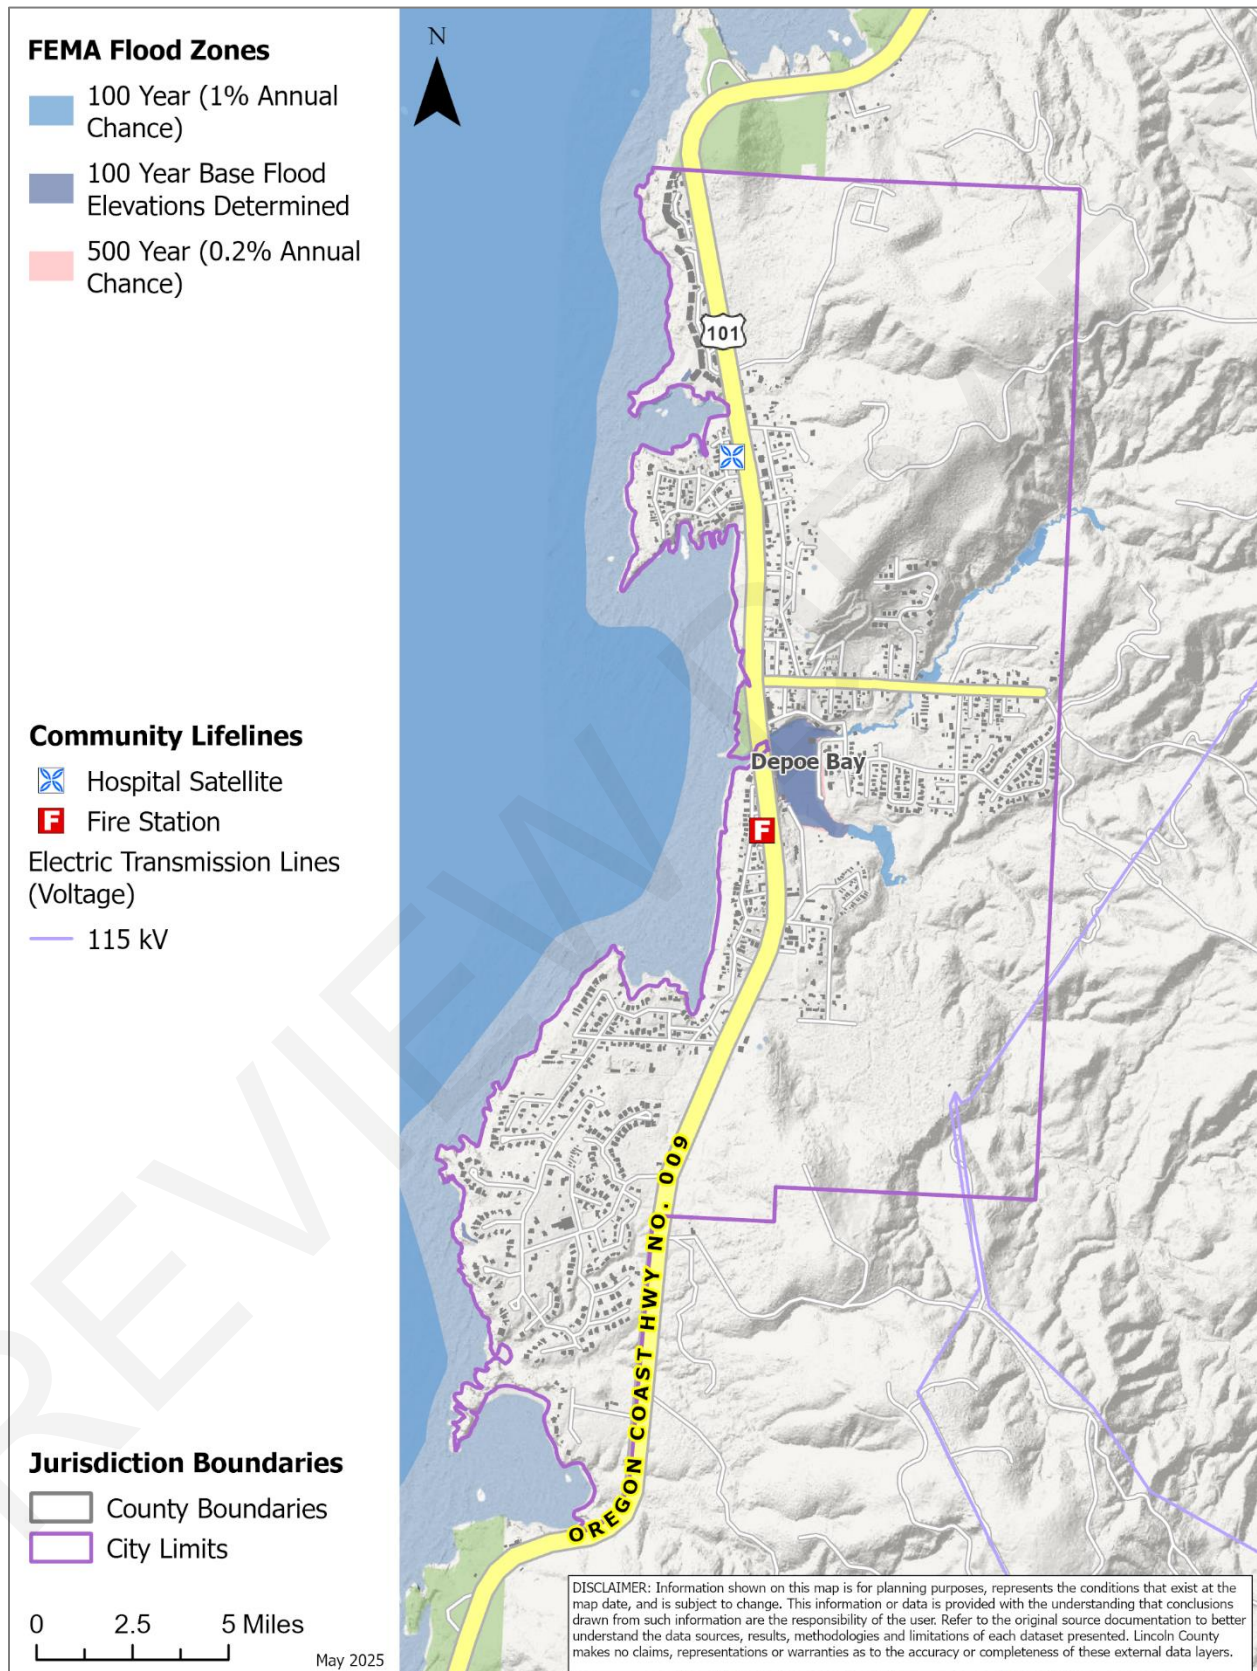 FEMA Flood Zones
100 Year (1% Annual
Chance)
100 Year Base Flood
Elevations Determined
500 Year (0.2% Annual
Chance)
Community Lifelines
Hospital Satellite
F Fire Station
Electric Transmission Lines
(Voltage)
115 kV
Jurisdiction Boundaries
County Boundaries
City Limits
0 2.5 5 Miles
May 2025
N
101
Depoe Bay
F
OREGON COAST HWY NO. 009
DISCLAIMER: Information shown on this map is for planning purposes, represents the conditions that exist at the
map date, and is subject to change. This information or data is provided with the understanding that conclusions
drawn from such information are the responsibility of the user. Refer to the original source documentation to better
understand the data sources, results, methodologies and limitations of each dataset presented. Lincoln County
makes no claims, representations or warranties as to the accuracy or completeness of these external data layers.
REVIEW